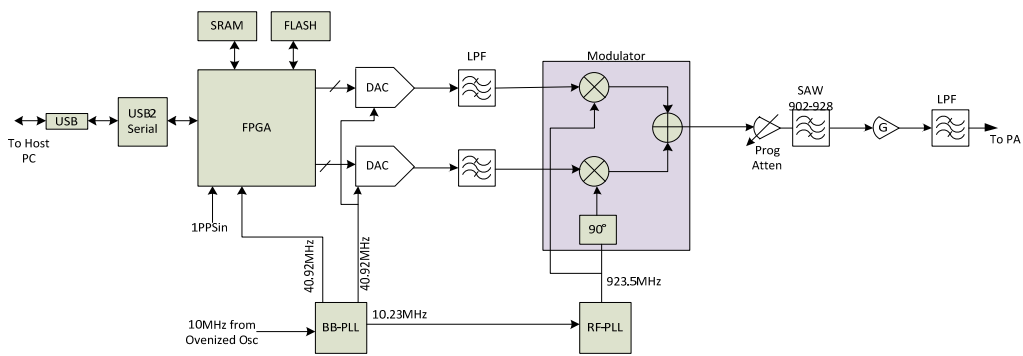 SRAM
FLASH
LPF
Modulator
DAC
SAW
902-928
LPF
USB
USB2
Serial
FPGA
To Host
PC
G
To PA
Prog
Atten
DAC
1PPSin
90°
40.92MHz
40.92MHz
923.5MHz
10MHz from
Ovenized Osc
BB-PLL
10.23MHz
RF-PLL